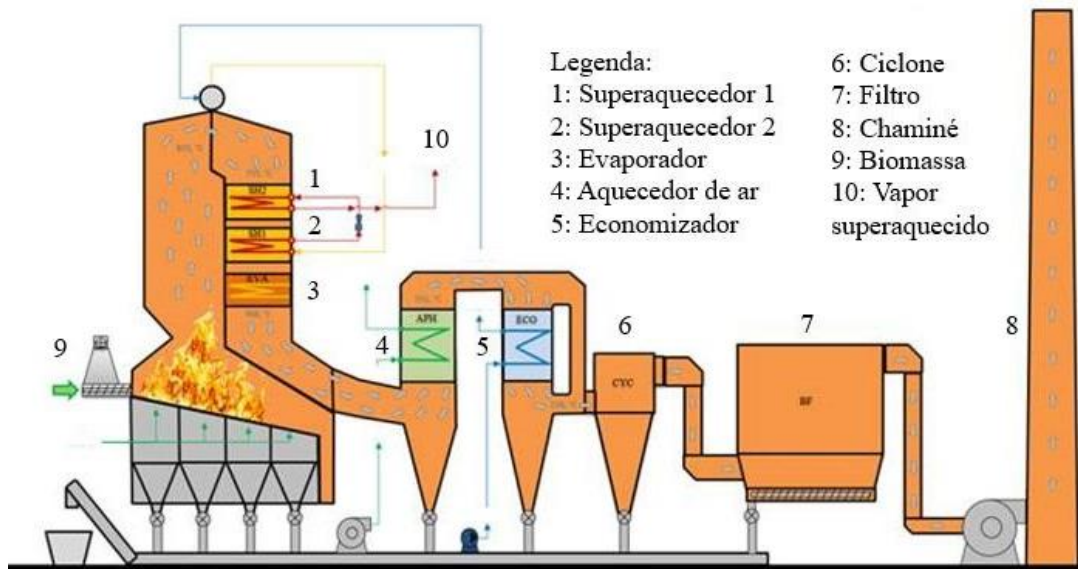 Legenda:
1: Superaquecedor 1
2: Superaquecedor 2
3: Evaporador
4: Aquecedor de ar
5: Economizador
6: Ciclone
7: Filtro
8: Chaminé
9: Biomassa
10: Vapor
superaquecido
10
1
SH2
2
SH1
EVA
3
9
4
APH
5
ECO
6
CYC
7
BF
8